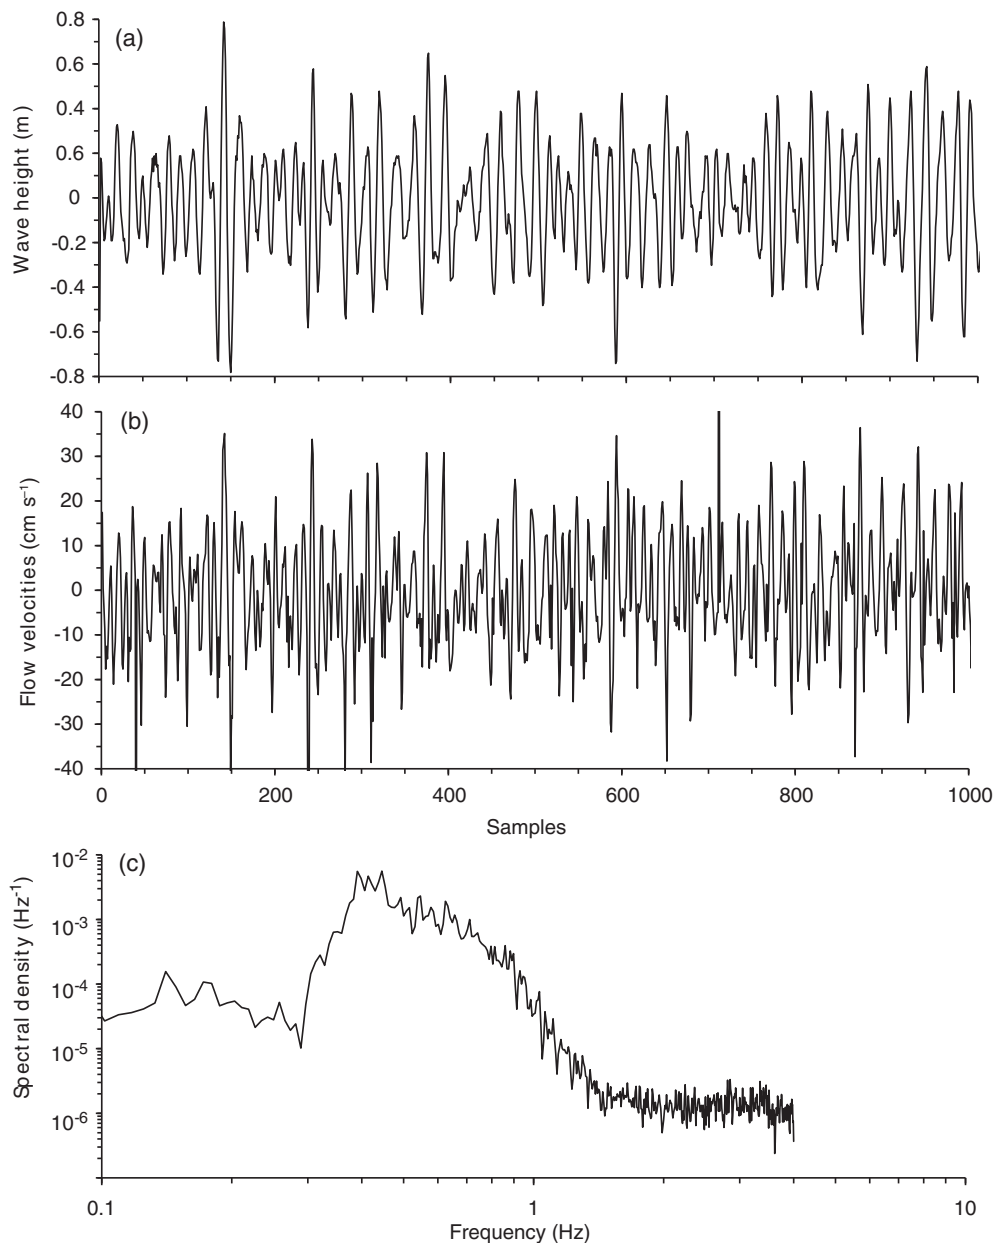 (a)
Wave height (m)
0.8
0.6
0.4
0.6
0
-0.2
-0.4
-0.6
-0.8
(b)
Flow velocities (cm s⁻¹)
40
30
20
10
0
-10
-20
-30
-40
0 200 400 600 800 1000
Samples
(c)
Spectral density (Hz⁻¹)
10⁻²
10⁻³
10⁻⁴
10⁻⁵
10⁻⁶
0.1 1 10
Frequency (Hz)